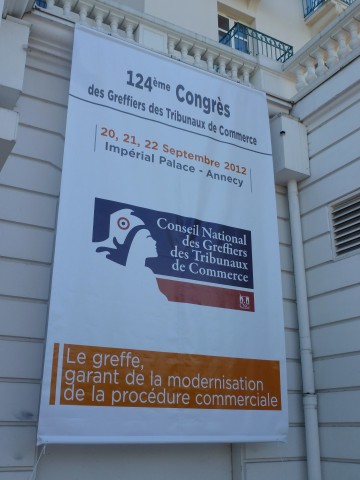 124ème Congrès
des Greffiers des Tribunaux de Commerce
20, 21, 22 Septembre 2012
Impérial Palace - Annecy
Conseil National
des Greffiers
des Tribunaux
de Commerce
Le greffe,
garant de la modernisation
de la procédure commerciale